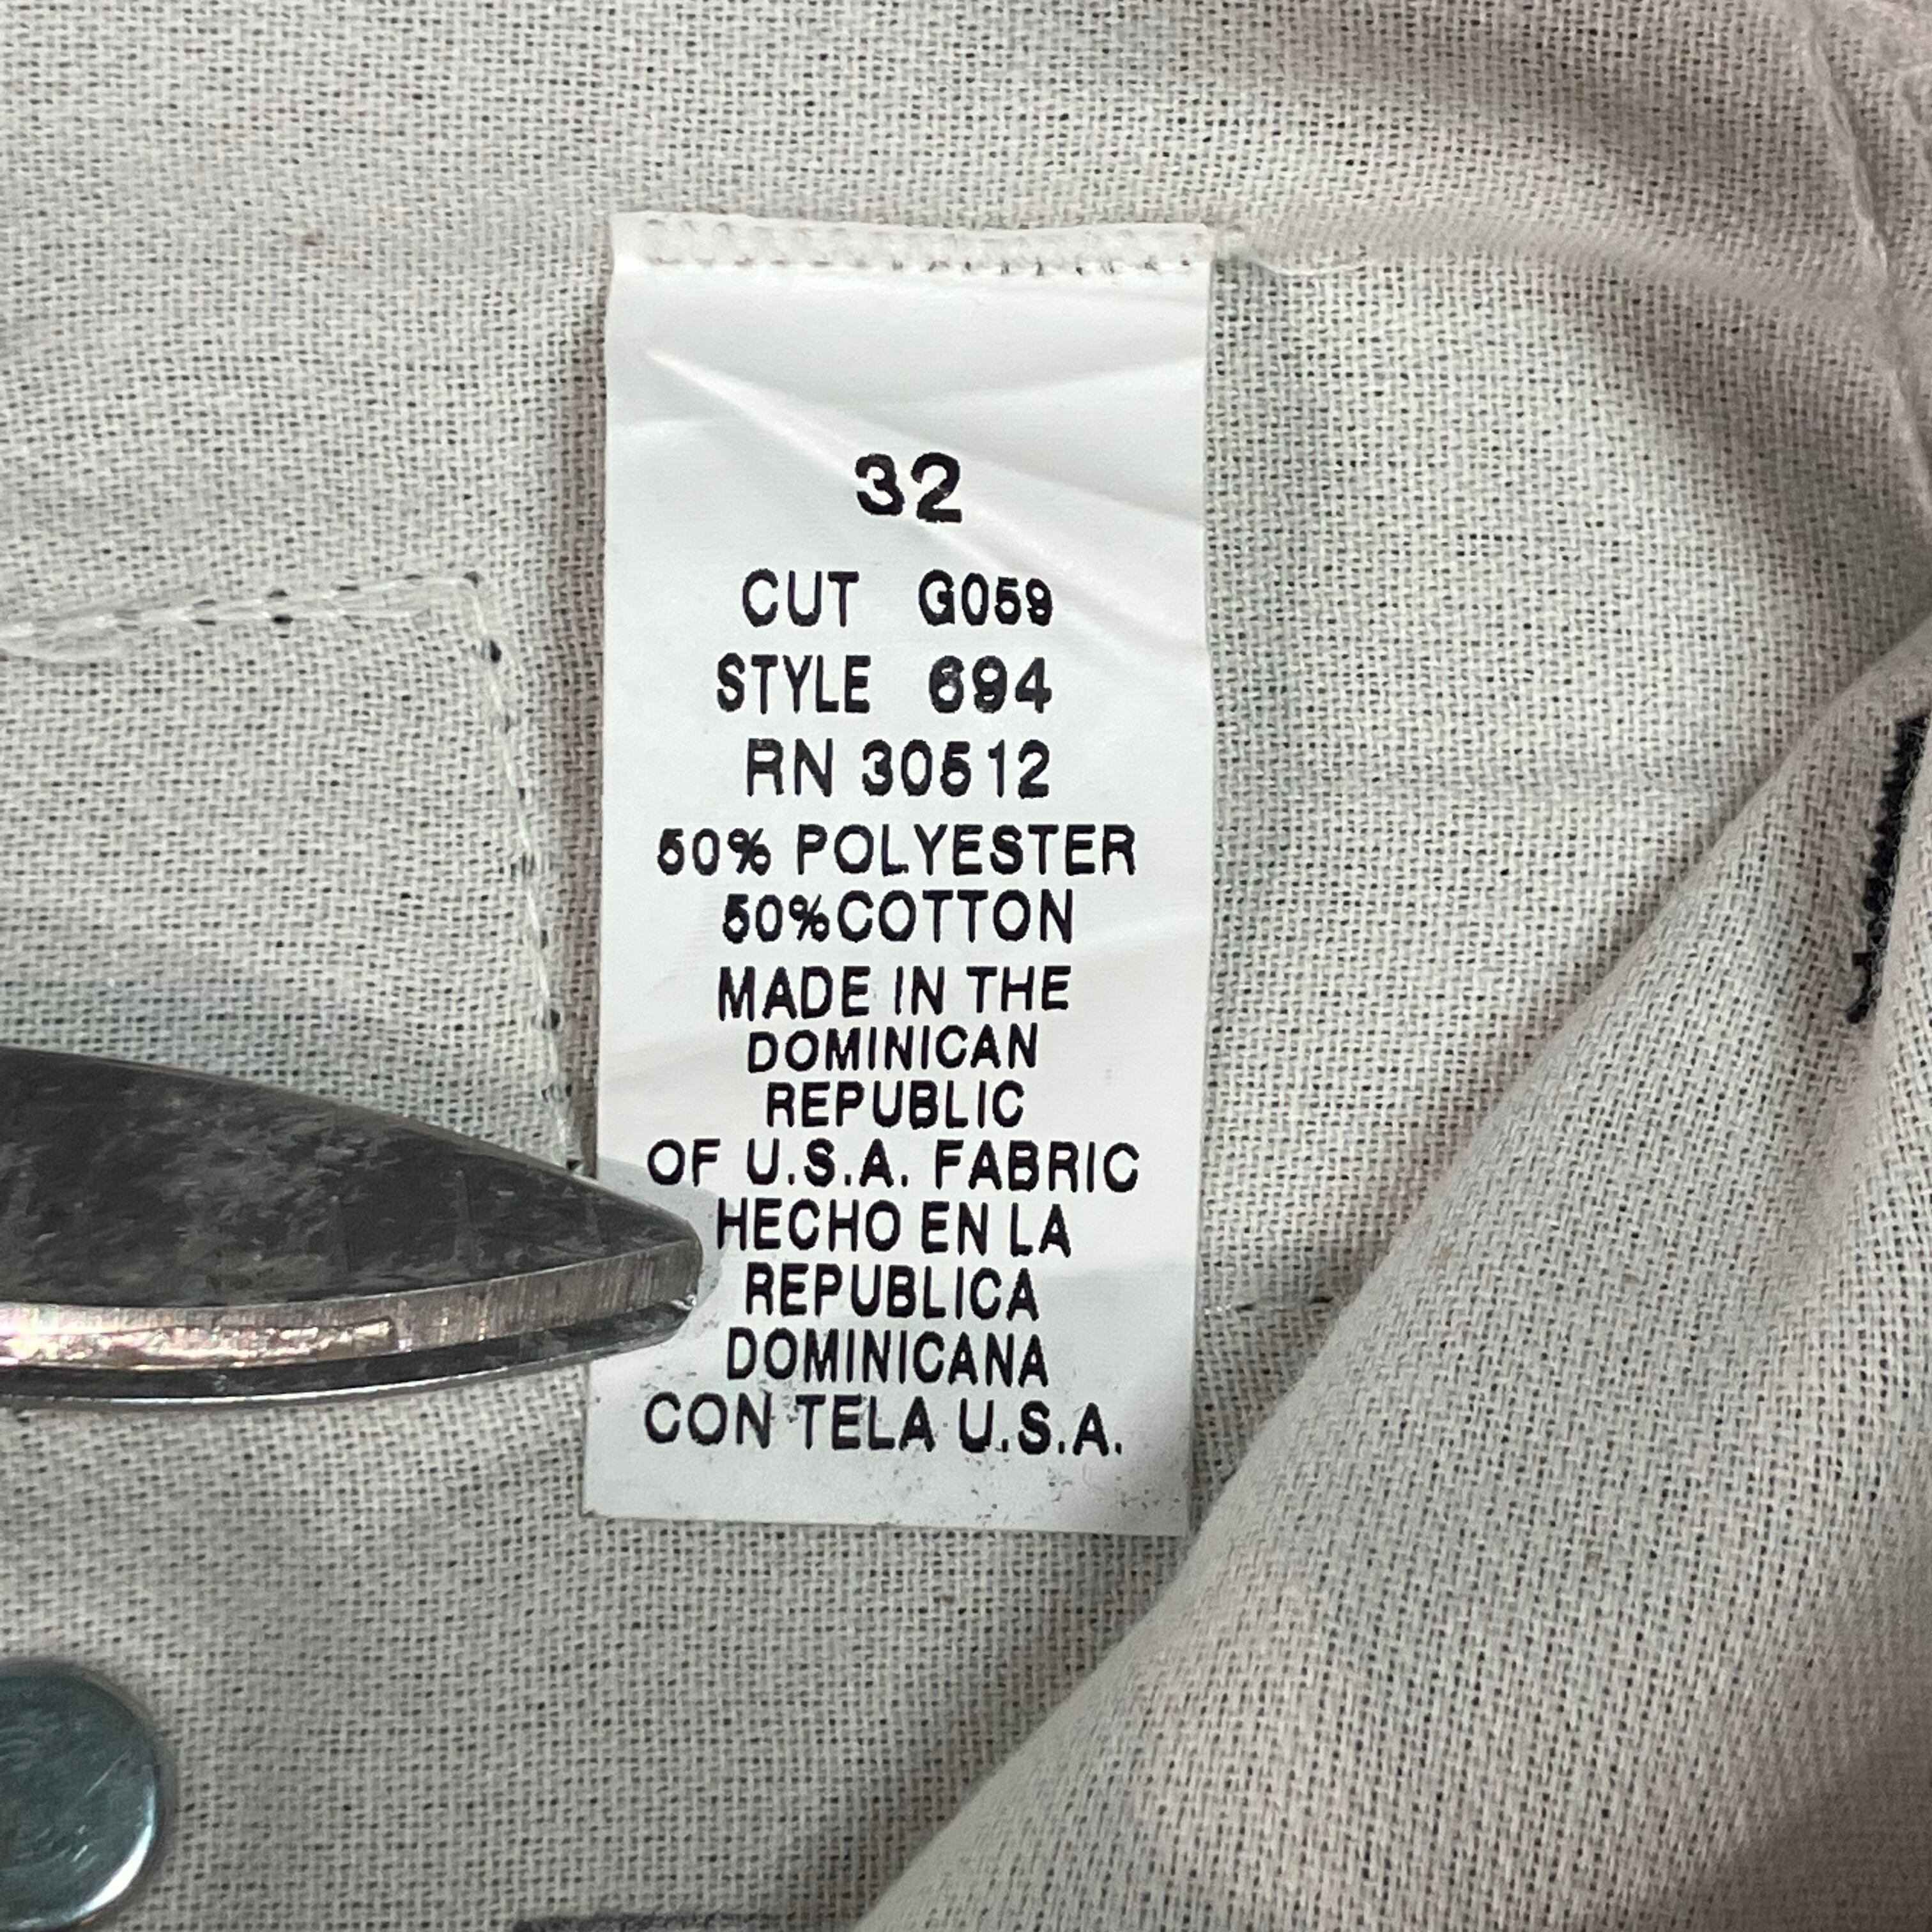 32
CUT G059
STYLE 694
RN 30512
50% POLYESTER
50%COTTON
MADE IN THE
DOMINICAN
REPUBLIC
OF U.S.A. FABRIC
HECHO EN LA
REPUBLICA
DOMINICANA
CON TELA U.S.A.